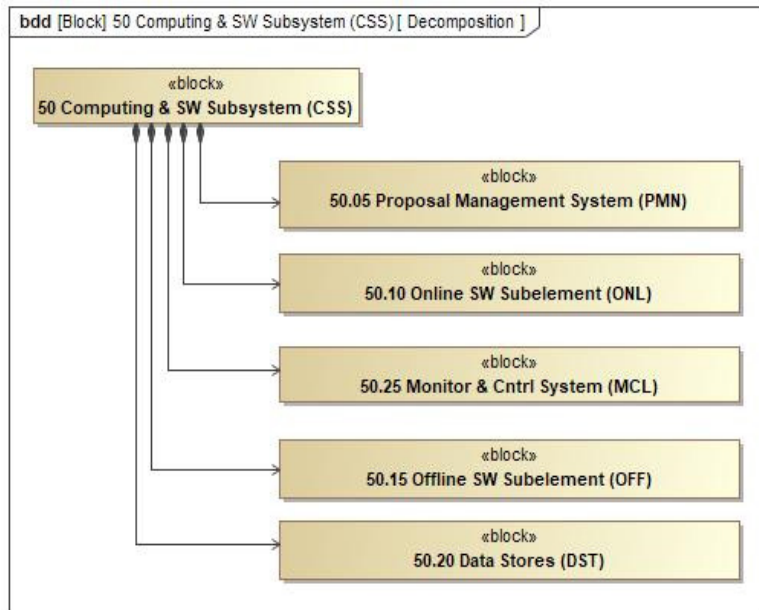 bdd [Block] 50 Computing & SW Subsystem (CSS) [ Decomposition ]
«block»
50 Computing & SW Subsystem (CSS)
«block»
50.05 Proposal Management System (PMN)
«block»
50.10 Online SW Subelement (ONL)
«block»
50.25 Monitor & Cntrl System (MCL)
«block»
50.15 Offline SW Subelement (OFF)
«block»
50.20 Data Stores (DST)